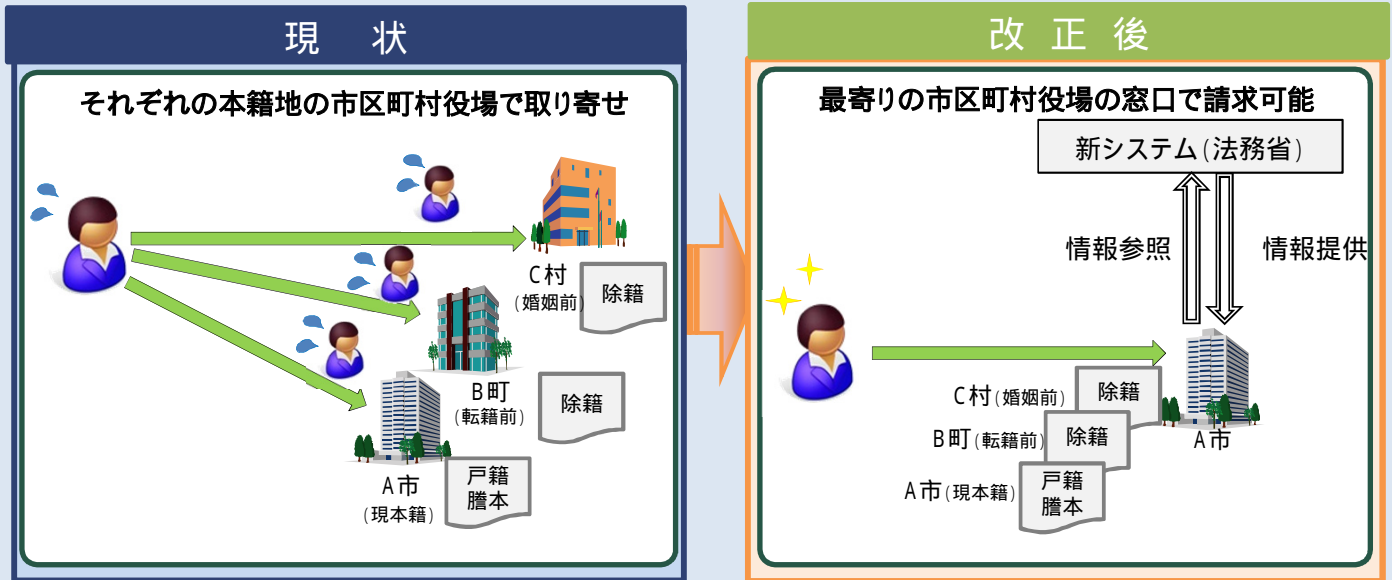 現 状
それぞれの本籍地の市区町村役場で取り寄せ
C村
(婚姻前)
除籍
B町
(転籍前)
除籍
A市
(現本籍)
戸籍
謄本
改 正 後
最寄りの市区町村役場の窓口で請求可能
新システム(法務省)
情報参照
情報提供
C村(婚姻前)
除籍
B町(転籍前)
除籍
A市(現本籍)
戸籍
謄本
A市